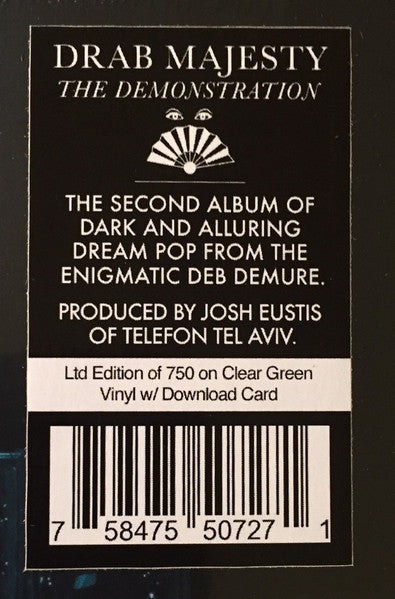 DRAB MAJESTY
THE DEMONSTRATION
THE SECOND ALBUM OF
DARK AND ALLURING
DREAM POP FROM THE
ENIGMATIC DEB DEMURE.
PRODUCED BY JOSH EUSTIS
OF TELEFON TEL AVIV.
Ltd Edition of 750 on Clear Green
Vinyl w/ Download Card
7 58475 50727 1